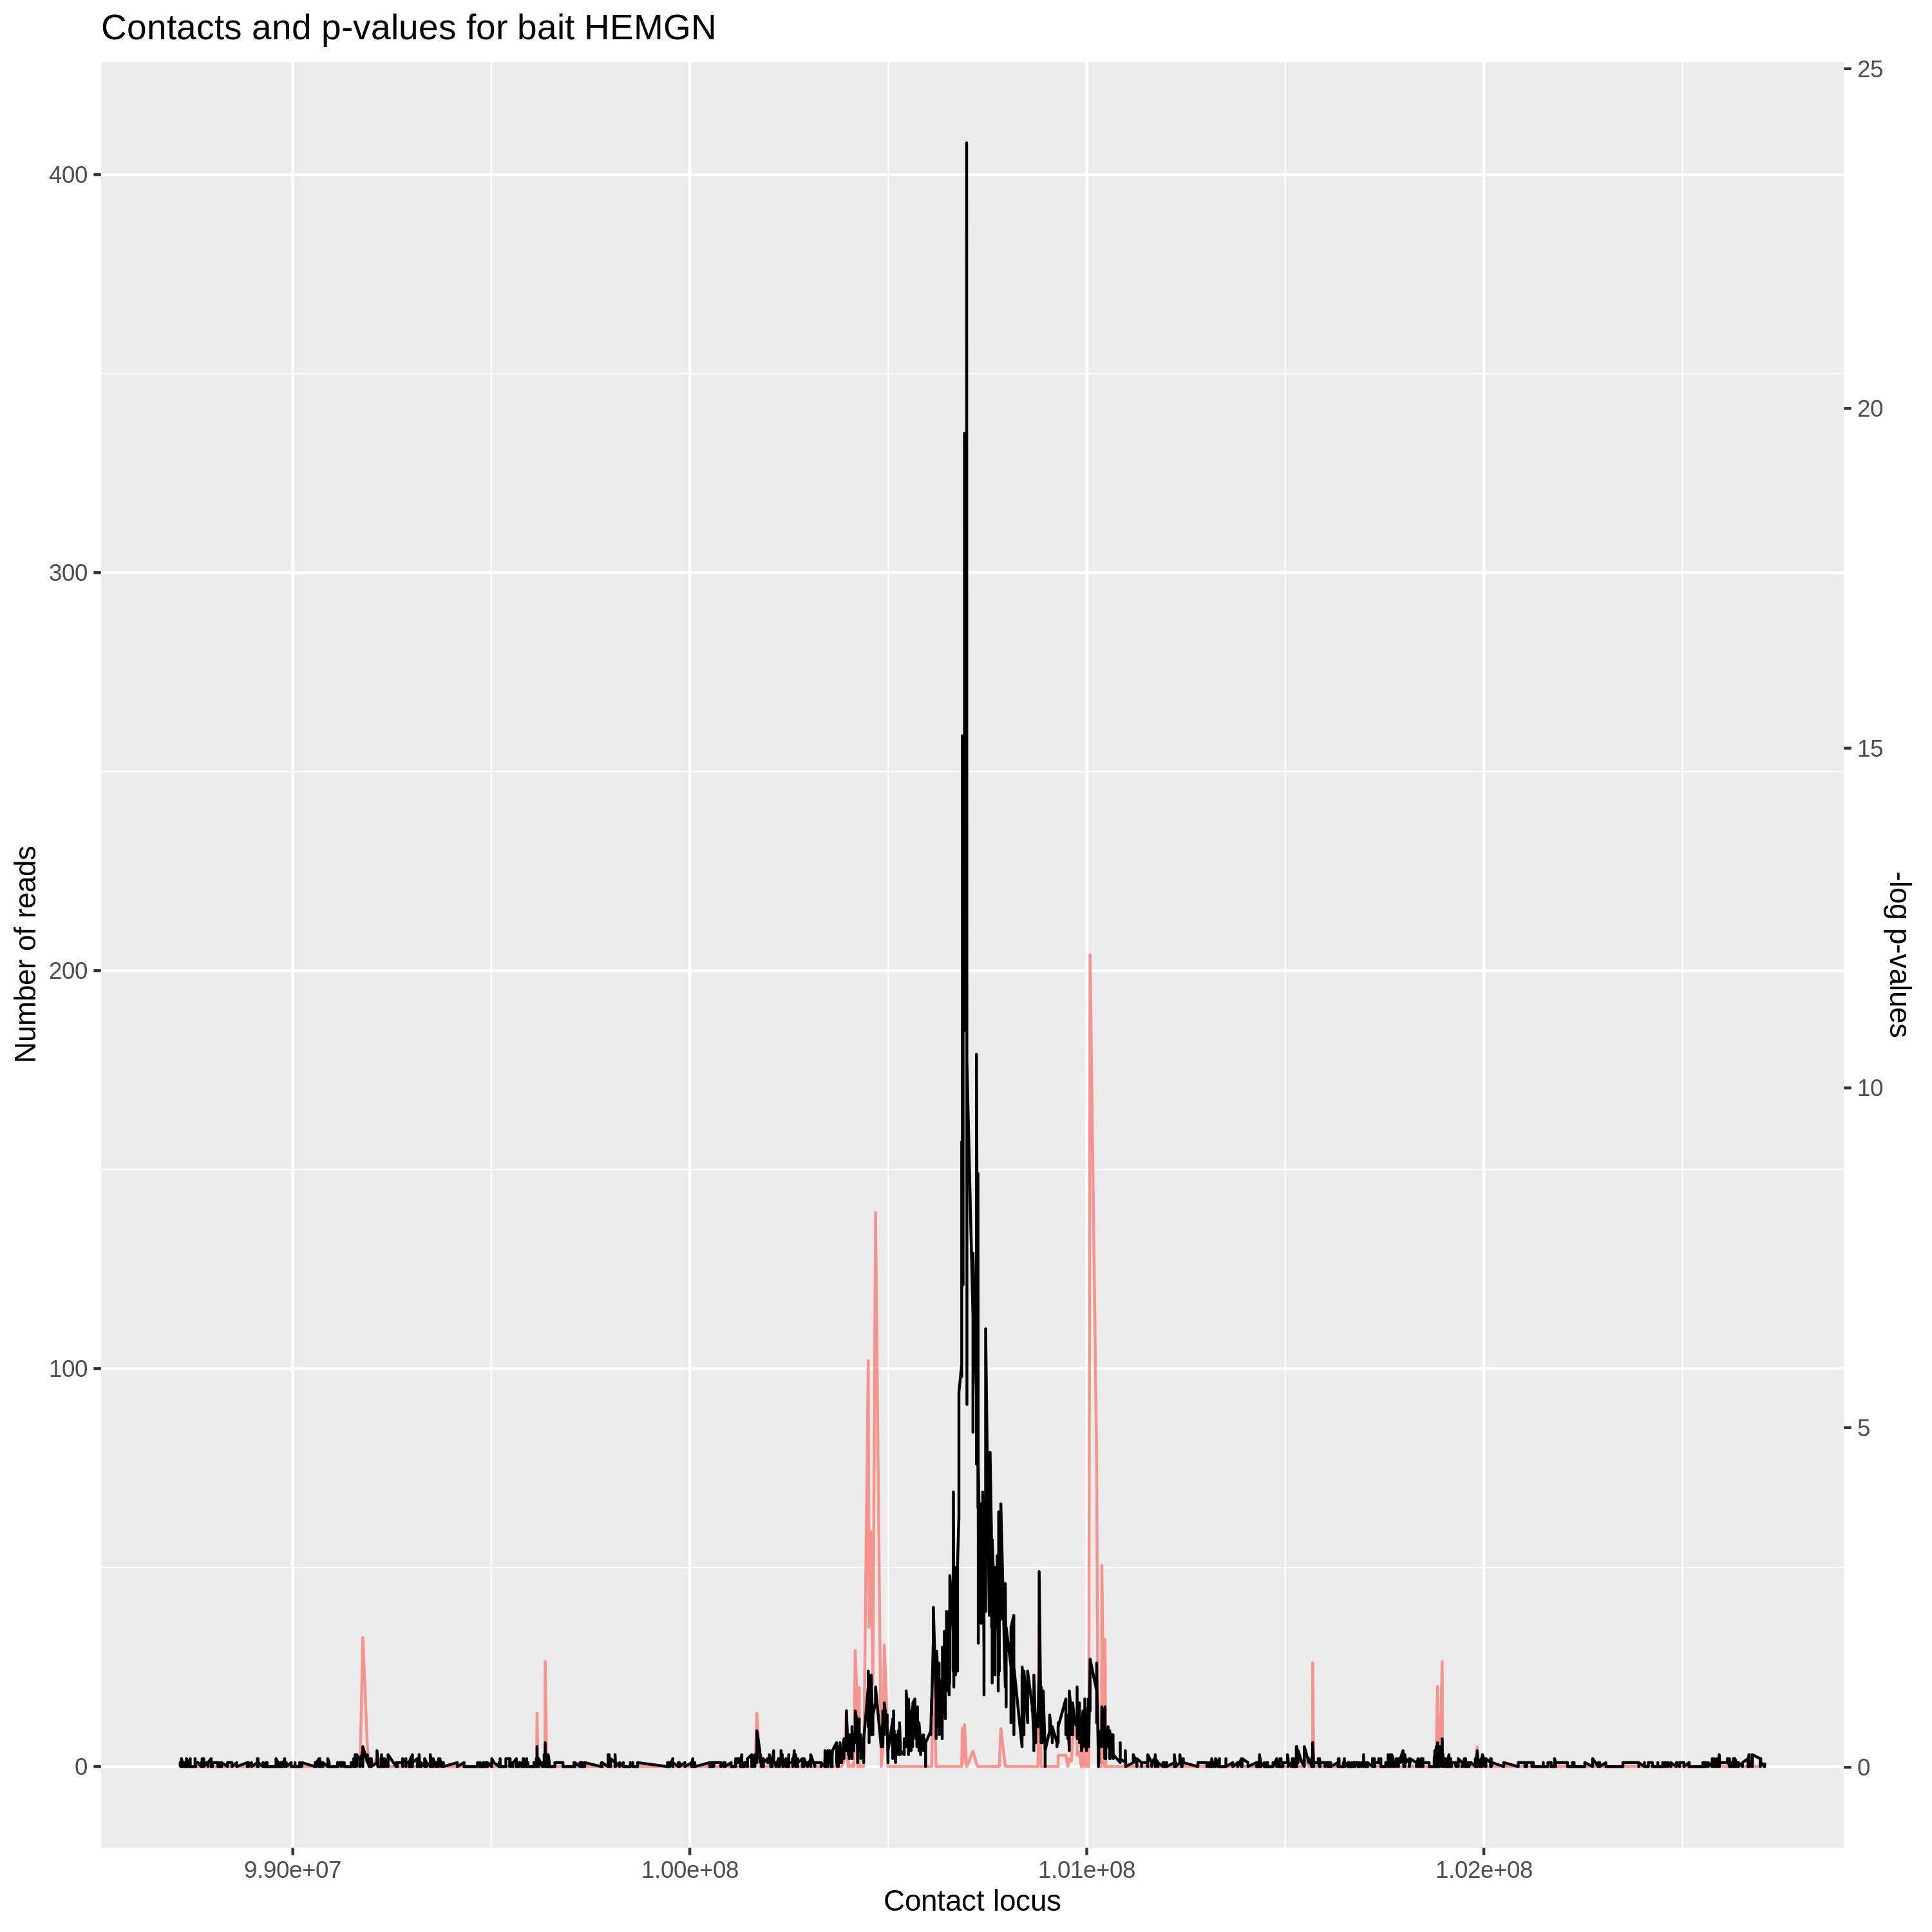 Contacts and p-values for bait HEMGN
25
400
20
300
15
Number of reads
-log p-values
200
10
100
5
0
0
9.90e+07
1.00e+08
1.01e+08
1.02e+08
Contact locus